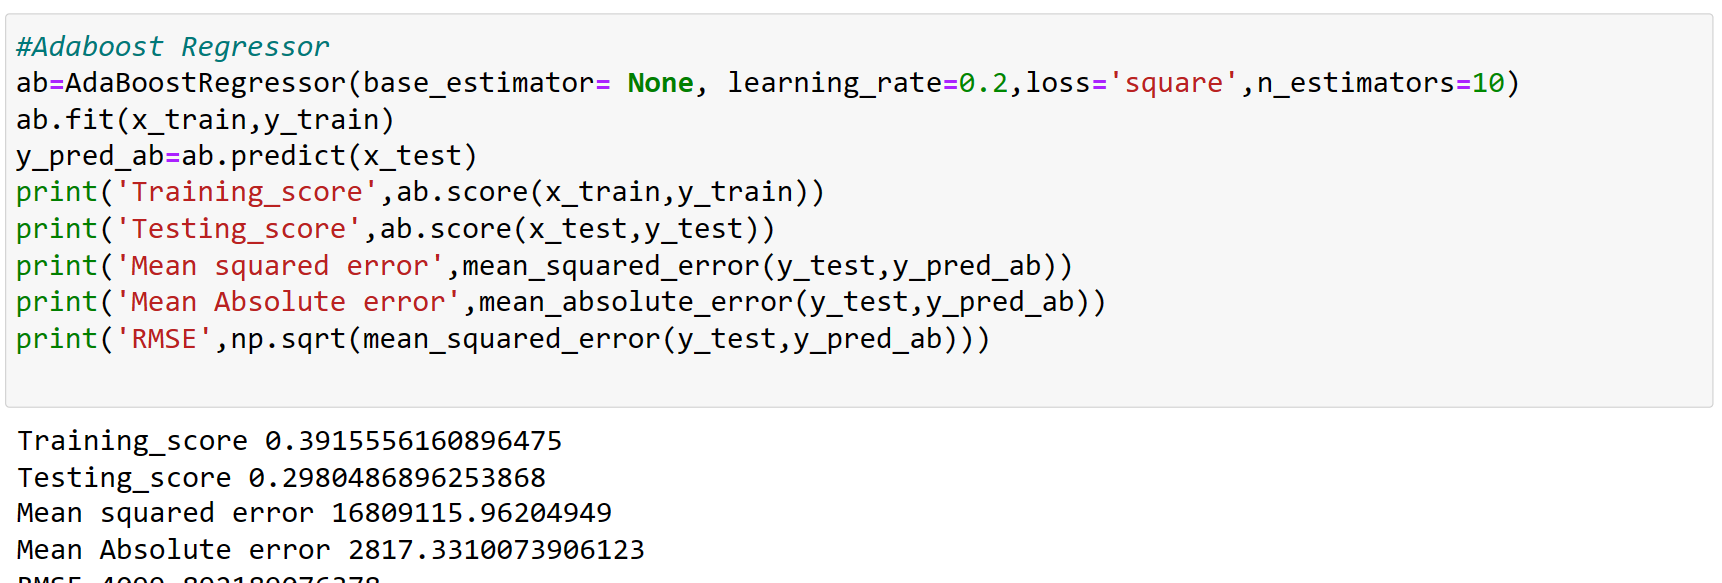 #Adaboost Regressor
ab=AdaBoostRegressor(base_estimator= None, learning_rate=0.2,loss='square',n_estimators=10)
ab.fit(x_train,y_train)
y_pred_ab=ab.predict(x_test)
print('Training_score',ab.score(x_train,y_train))
print('Testing_score',ab.score(x_test,y_test))
print('Mean squared error',mean_squared_error(y_test,y_pred_ab))
print('Mean Absolute error',mean_absolute_error(y_test,y_pred_ab))
print('RMSE',np.sqrt(mean_squared_error(y_test,y_pred_ab)))
Training_score 0.3915556160896475
Testing_score 0.2980486896253868
Mean squared error 16809115.96204949
Mean Absolute error 2817.3310073906123
RMSE 4099.892189076378